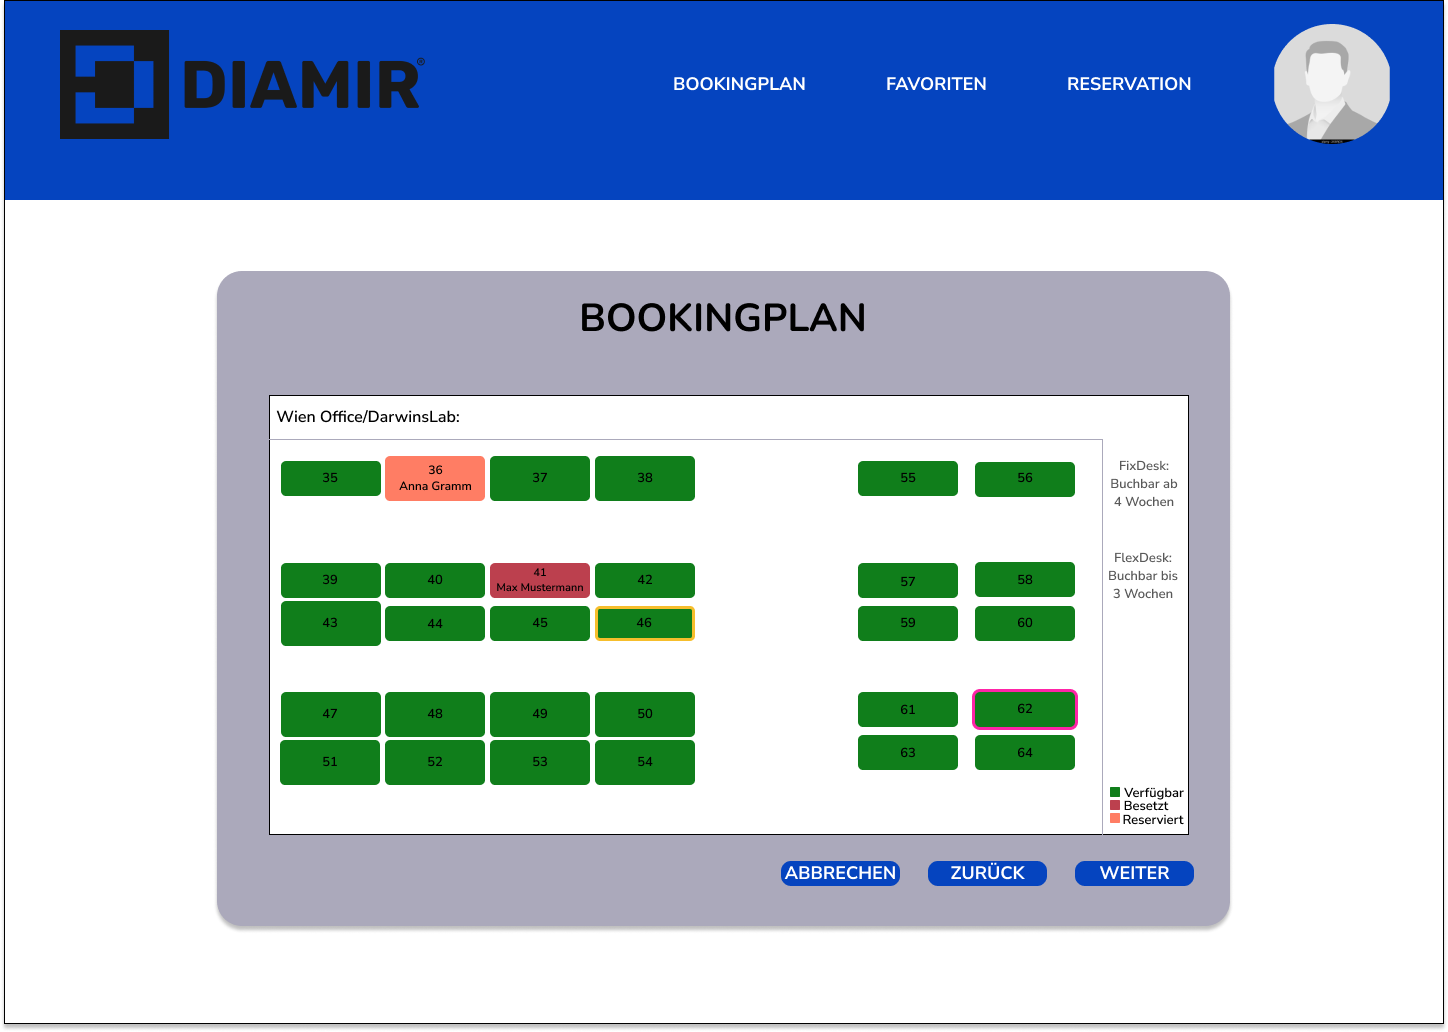 DIAMIR®
BOOKINGPLAN
FAVORITEN
RESERVATION
BOOKINGPLAN
Wien Office/DarwinsLab:
35
36
Anna Gramm
37
38
55
56
FixDesk:
Buchbar ab
4 Wochen
39
40
41
Max Mustermann
42
57
58
FlexDesk:
Buchbar bis
3 Wochen
43
44
45
46
59
60
47
48
49
50
61
62
51
52
53
54
63
64
Verfügbar
Besetzt
Reserviert
ABBRECHEN
ZURÜCK
WEITER